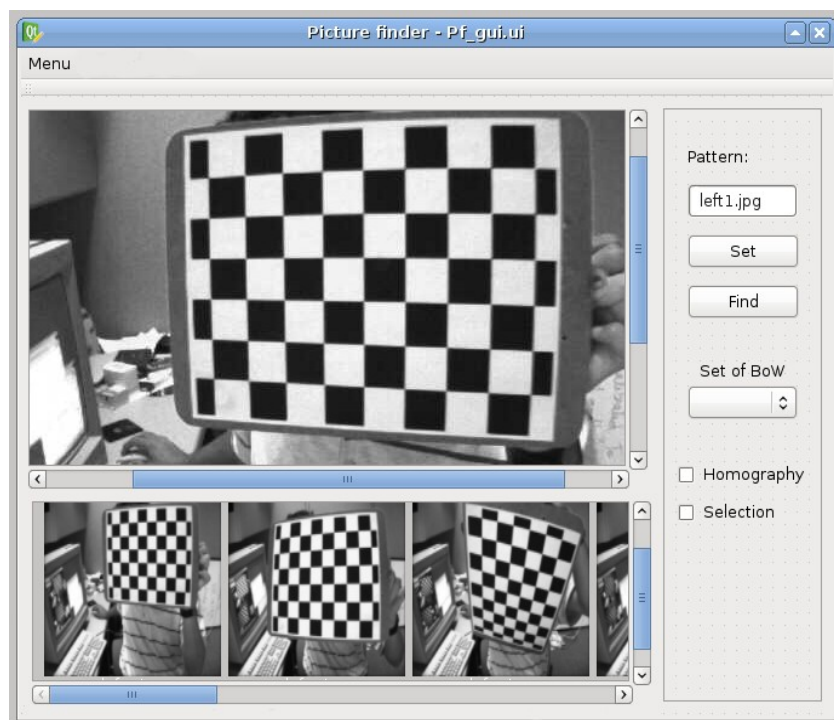 Picture finder - Pf_gui.ui
Menu
Pattern:
left1.jpg
Set
Find
Set of BoW
Homography
Selection